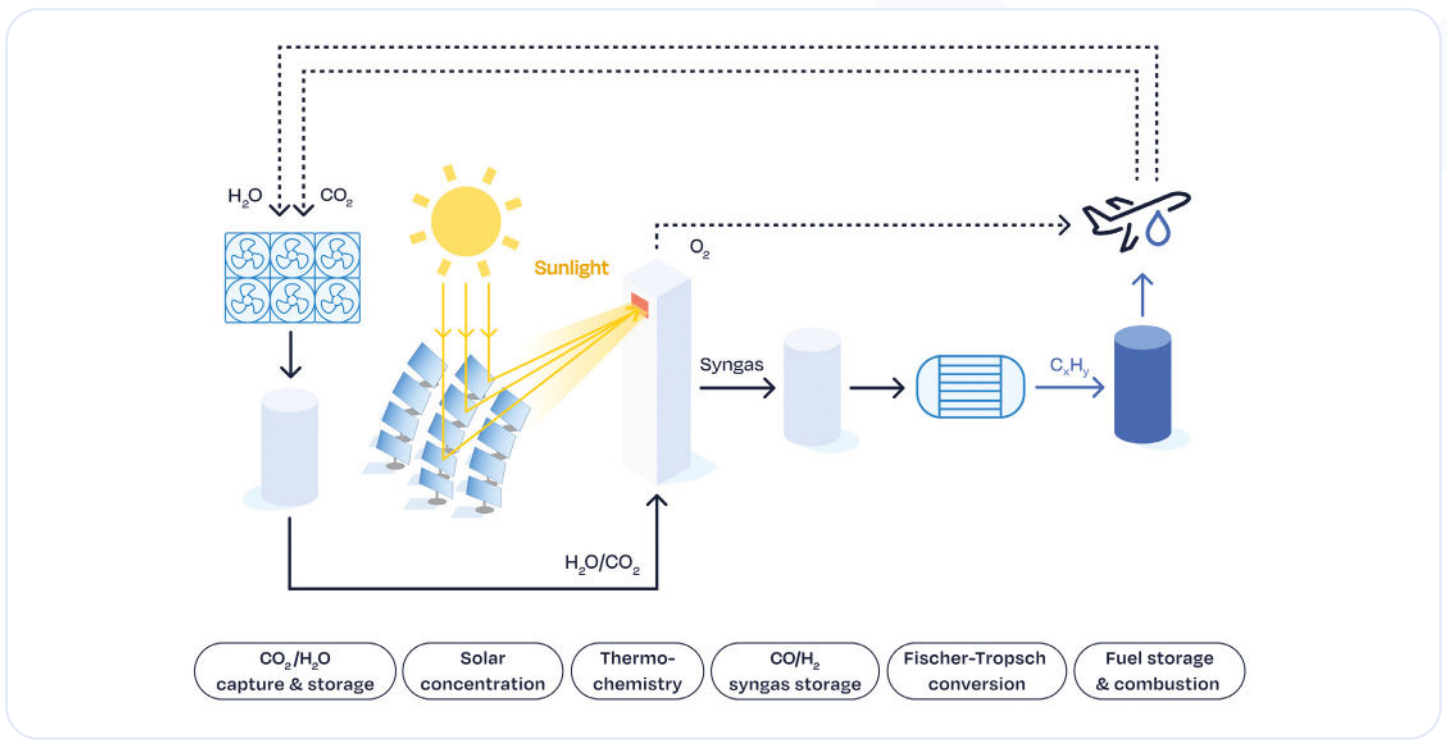 H₂O
CO₂
Sunlight
O₂
Syngas
CₓHᵧ
H₂O/CO₂
CO₂/H₂O
capture & storage
Solar
concentration
Thermo-
chemistry
CO/H₂
syngas storage
Fischer-Tropsch
conversion
Fuel storage
& combustion